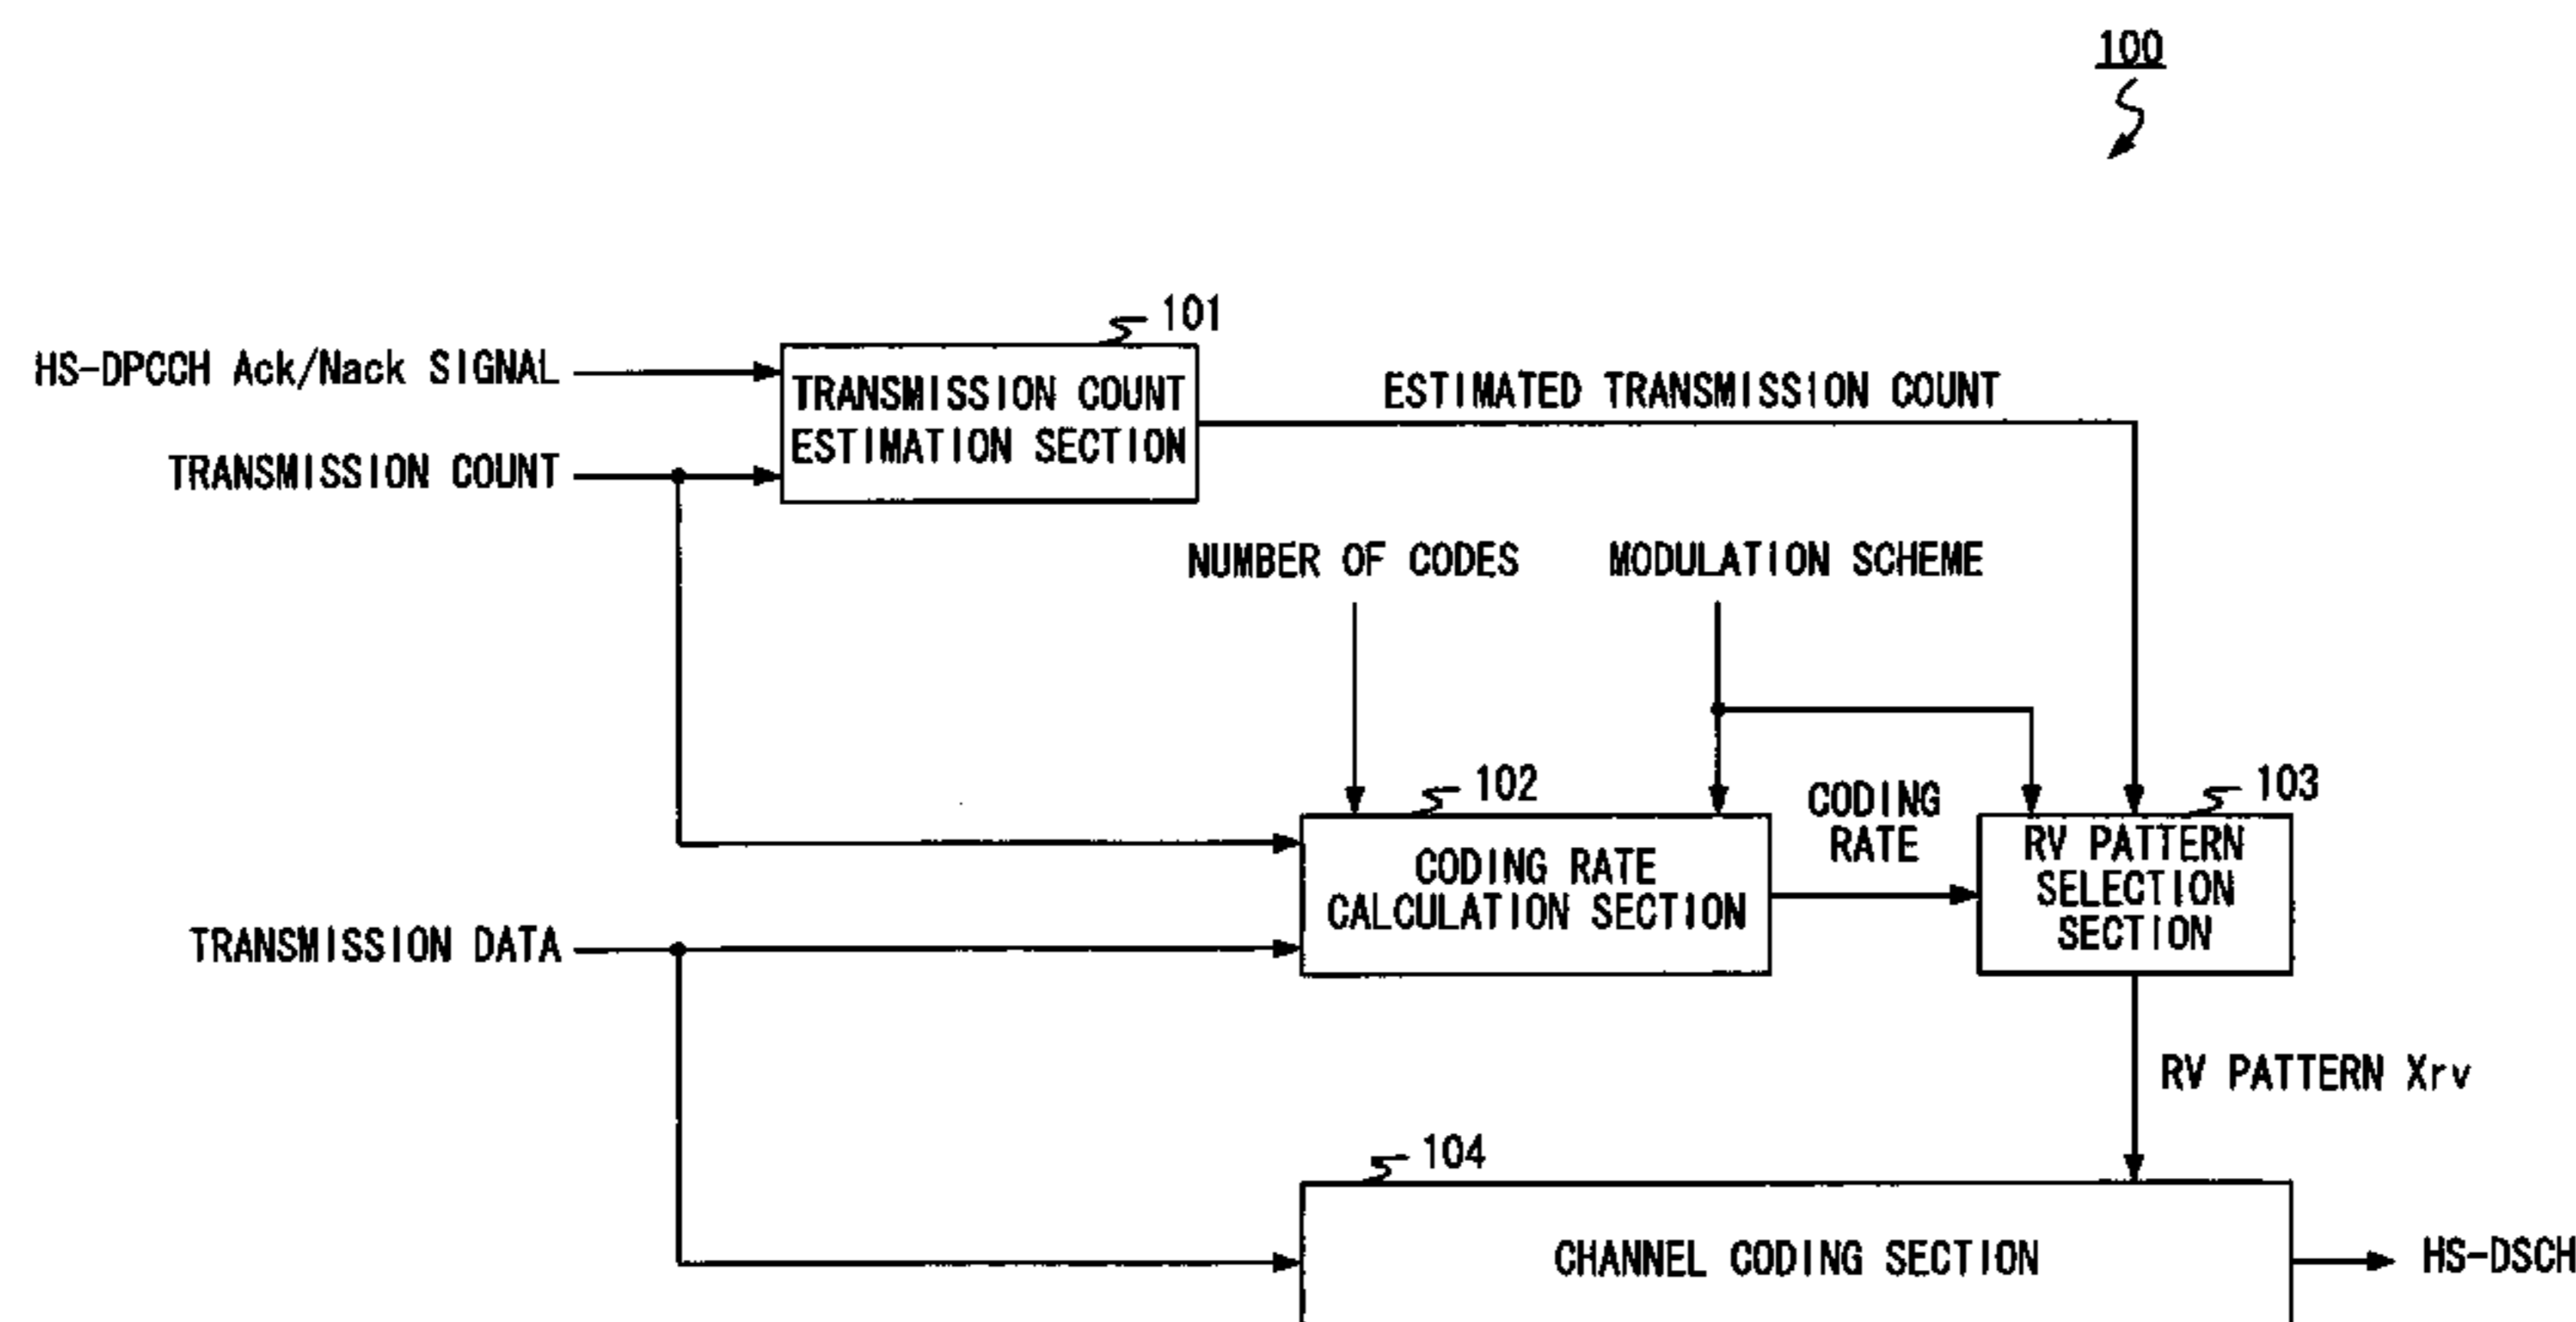 100
101
HS-DPCCH Ack/Nack SIGNAL
TRANSMISSION COUNT
ESTIMATION SECTION
ESTIMATED TRANSMISSION COUNT
TRANSMISSION COUNT
NUMBER OF CODES
MODULATION SCHEME
102
CODING
RATE
103
CODING RATE
CALCULATION SECTION
RV PATTERN
SELECTION
SECTION
TRANSMISSION DATA
RV PATTERN Xrv
104
CHANNEL CODING SECTION
HS-DSCH